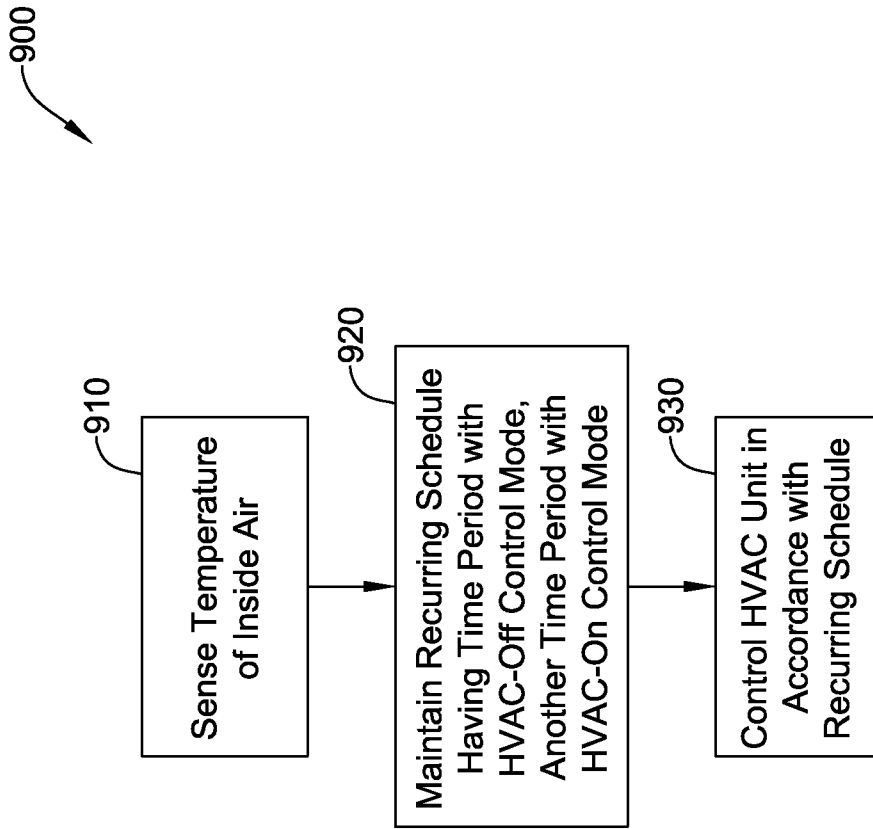 900
910
Sense Temperature
of Inside Air
920
Maintain Recurring Schedule
Having Time Period with
HVAC-Off Control Mode,
Another Time Period with
HVAC-On Control Mode
930
Control HVAC Unit in
Accordance with
Recurring Schedule